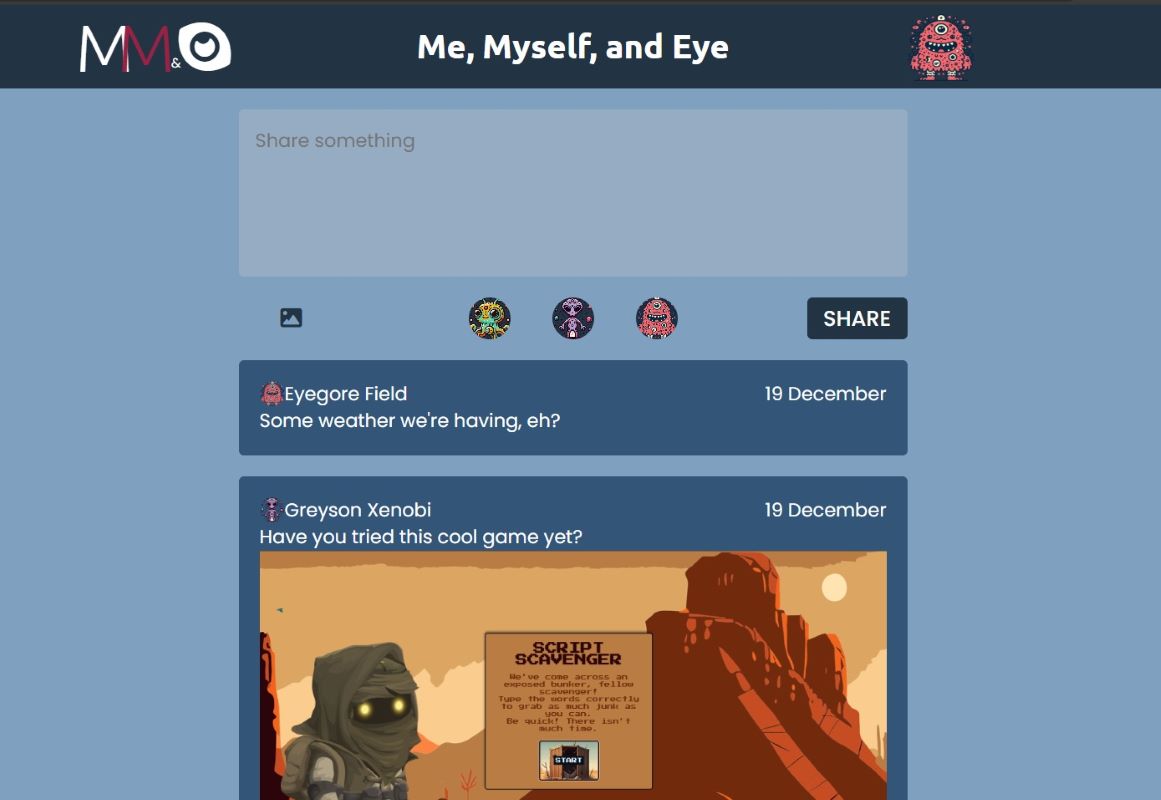 MM&
Me, Myself, and Eye
Share something
SHARE
Eyegore Field
19 December
Some weather we're having, eh?
Greyson Xenobi
19 December
Have you tried this cool game yet?
SCRIPT
SCAVENGER
We've come across an
exposed bunker, fellow
scavenger!
Type the words correctly
to grab as much junk as
you can.
Be quick! There isn't
much time.
START